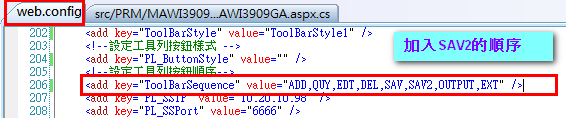 web.config src/PRM/MAWI3909...AWI3909GA.aspx.cs
202 <add key="ToolBarStyle" value="ToolBarStyle1" />
203 <!--設定工具列按鈕樣式 -->
204 <add key="PL_ButtonStyle" value="" />
加入SAV2的順序
205 <!--設定工具列按鈕順序-->
206 <add key="ToolBarSequence" value="ADD,QUY,EDT,DEL,SAV,SAV2,OUTPUT,EXT" />
207 <add key="PL_SSIP" value="10.20.10.98" />
208 <add key="PL_SSPort" value="6666" />